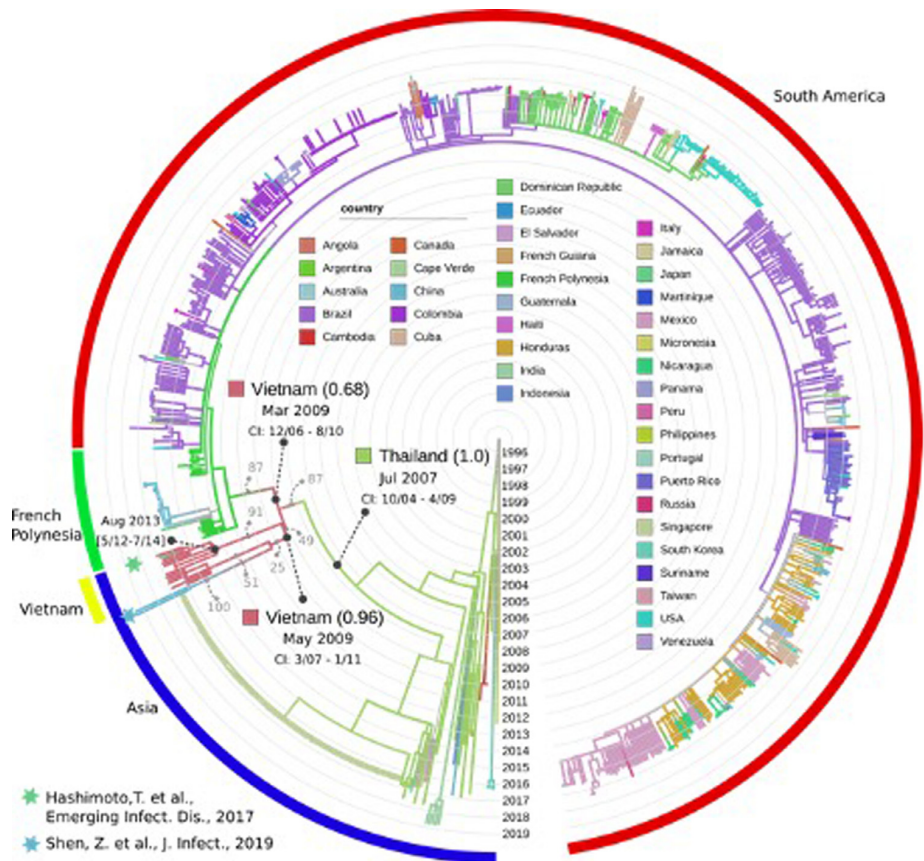 South America
country
Angola
Argentina
Australia
Brazil
Cambodia
Canada
Cape Verde
China
Colombia
Cuba
Dominican Republic
Ecuador
El Salvador
French Guiana
French Polynesia
Guatemala
Haiti
Honduras
India
Indonesia
Italy
Jamaica
Japan
Martinique
Mexico
Micronesia
Nicaragua
Panama
Peru
Philippines
Portugal
Puerto Rico
Russia
Singapore
South Korea
Suriname
Taiwan
USA
Venezuela
Vietnam (0.68)
Mar 2009
CI: 12/06 - 8/10
Thailand (1.0)
Jul 2007
CI: 10/04 - 4/09
87
87
91
49
25
51
100
French
Polynesia
Aug 2013
[5/12-7/14]
Vietnam
Vietnam (0.96)
May 2009
CI: 3/07 - 1/11
Asia
1996
1997
1998
1999
2000
2001
2002
2003
2004
2005
2006
2007
2008
2009
2010
2011
2012
2013
2014
2015
2016
2017
2018
2019
Hashimoto,T. et al.,
Emerging Infect. Dis., 2017
Shen, Z. et al., J. Infect., 2019